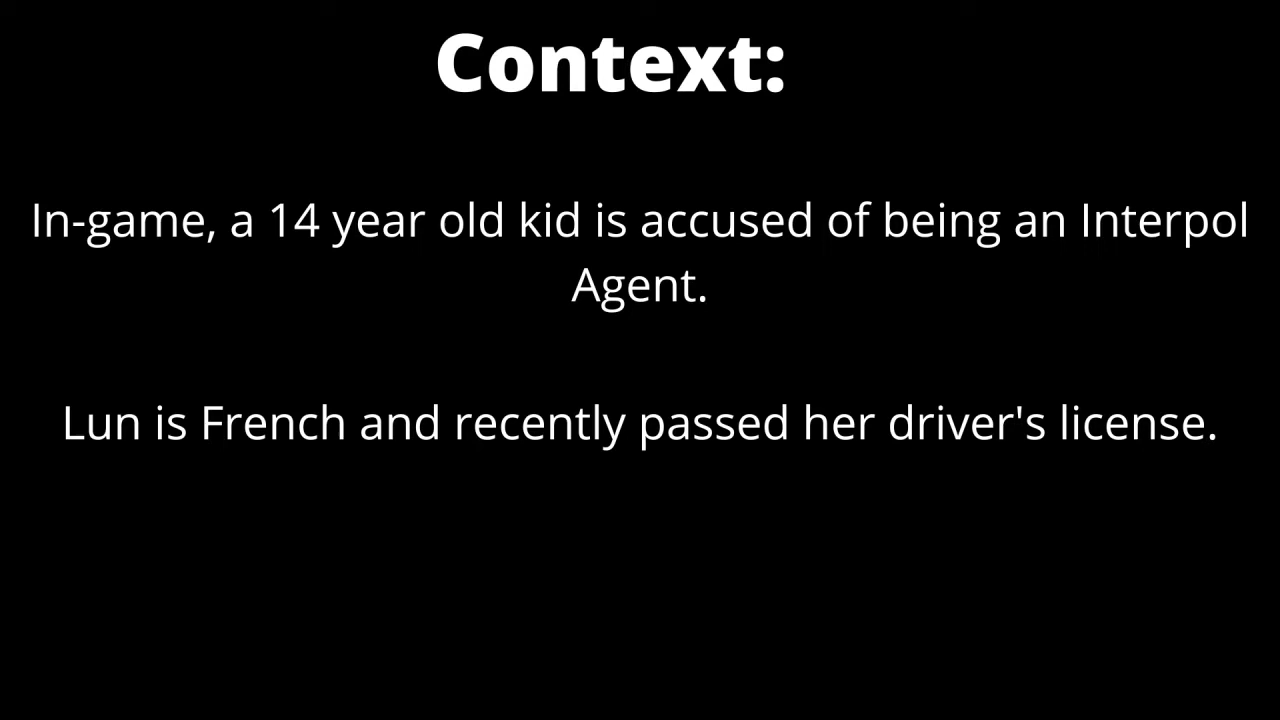 Context:
In-game, a 14 year old kid is accused of being an Interpol
Agent.
Lun is French and recently passed her driver's license.